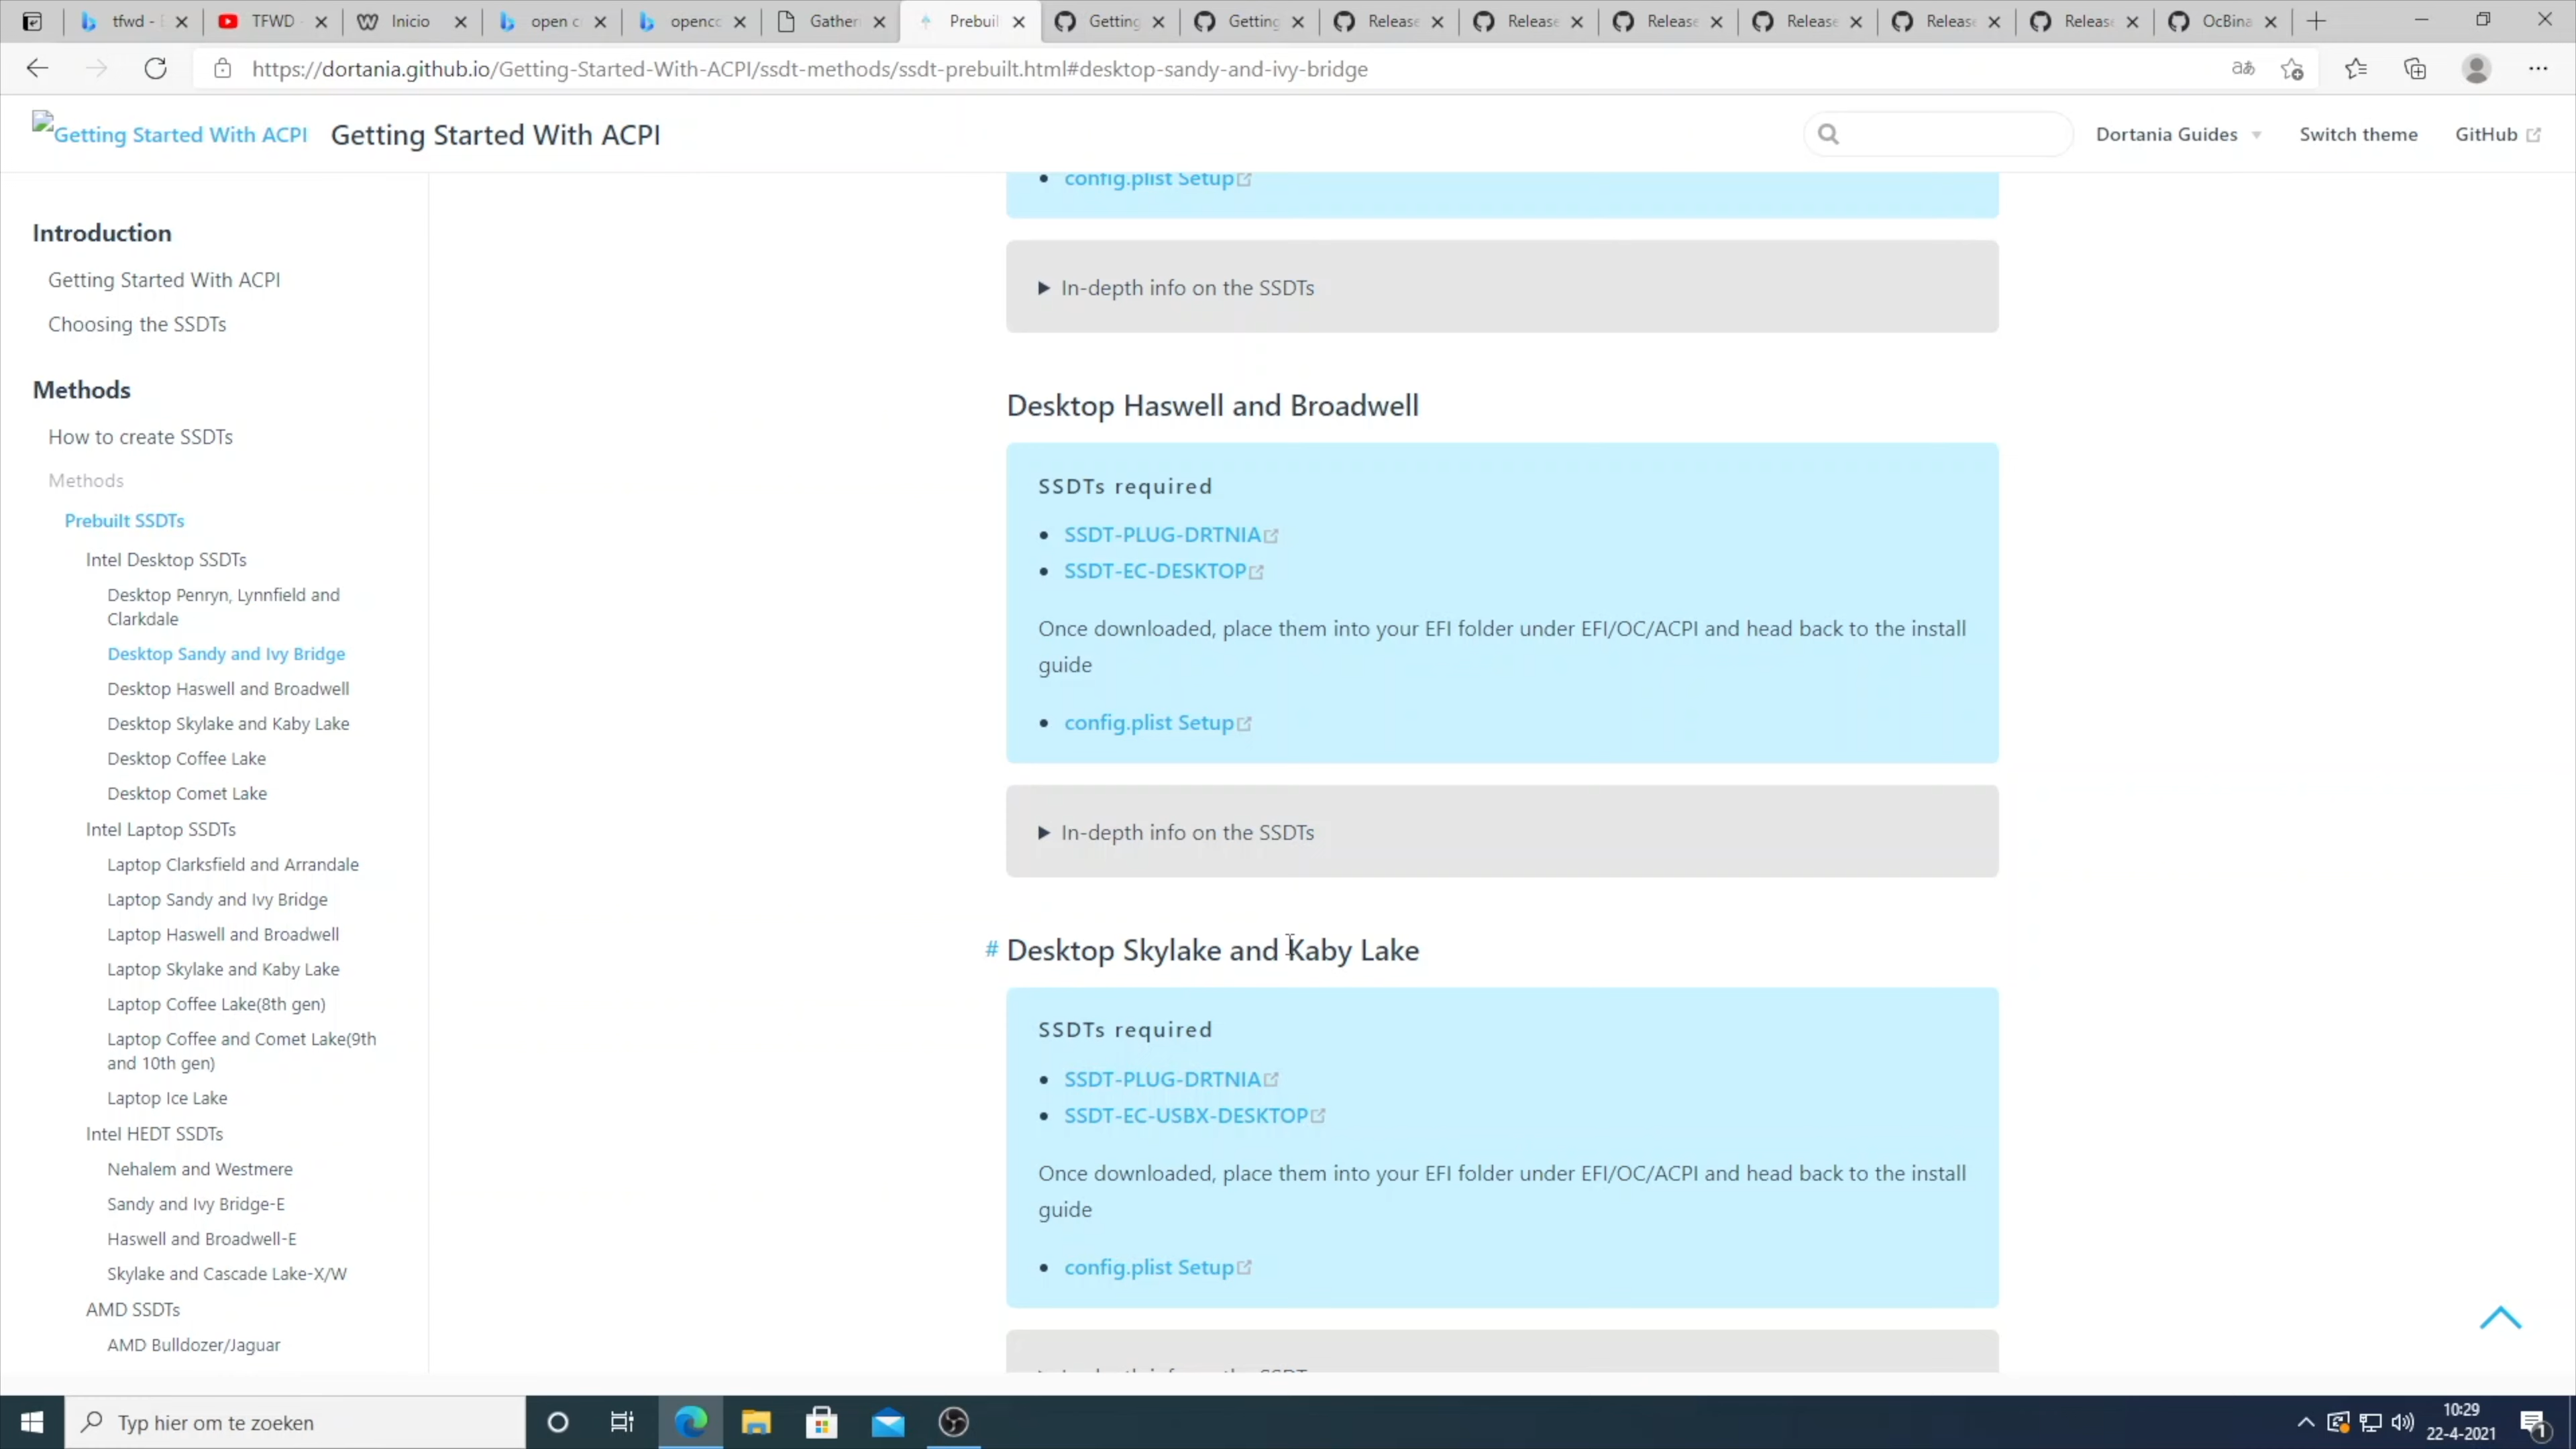 tfwd - E
TFWD -
Inicio
open c
openco
Gather
Prebuil
Getting
Getting
Release
Release
Release
Release
Release
Release
OcBina
https://dortania.github.io/Getting-Started-With-ACPI/ssdt-methods/ssdt-prebuilt.html#desktop-sandy-and-ivy-bridge
aあ
Getting Started With ACPI
Getting Started With ACPI
Dortania Guides
Switch theme
GitHub
Introduction
Getting Started With ACPI
Choosing the SSDTs
Methods
How to create SSDTs
Methods
Prebuilt SSDTs
Intel Desktop SSDTs
Desktop Penryn, Lynnfield and
Clarkdale
Desktop Sandy and Ivy Bridge
Desktop Haswell and Broadwell
Desktop Skylake and Kaby Lake
Desktop Coffee Lake
Desktop Comet Lake
Intel Laptop SSDTs
Laptop Clarksfield and Arrandale
Laptop Sandy and Ivy Bridge
Laptop Haswell and Broadwell
Laptop Skylake and Kaby Lake
Laptop Coffee Lake(8th gen)
Laptop Coffee and Comet Lake(9th
and 10th gen)
Laptop Ice Lake
Intel HEDT SSDTs
Nehalem and Westmere
Sandy and Ivy Bridge-E
Haswell and Broadwell-E
Skylake and Cascade Lake-X/W
AMD SSDTs
AMD Bulldozer/Jaguar
config.plist Setup
In-depth info on the SSDTs
Desktop Haswell and Broadwell
SSDTs required
SSDT-PLUG-DRTNIA
SSDT-EC-DESKTOP
Once downloaded, place them into your EFI folder under EFI/OC/ACPI and head back to the install
guide
config.plist Setup
In-depth info on the SSDTs
# Desktop Skylake and Kaby Lake
SSDTs required
SSDT-PLUG-DRTNIA
SSDT-EC-USBX-DESKTOP
Once downloaded, place them into your EFI folder under EFI/OC/ACPI and head back to the install
guide
config.plist Setup
Typ hier om te zoeken
10:29
22-4-2021
1